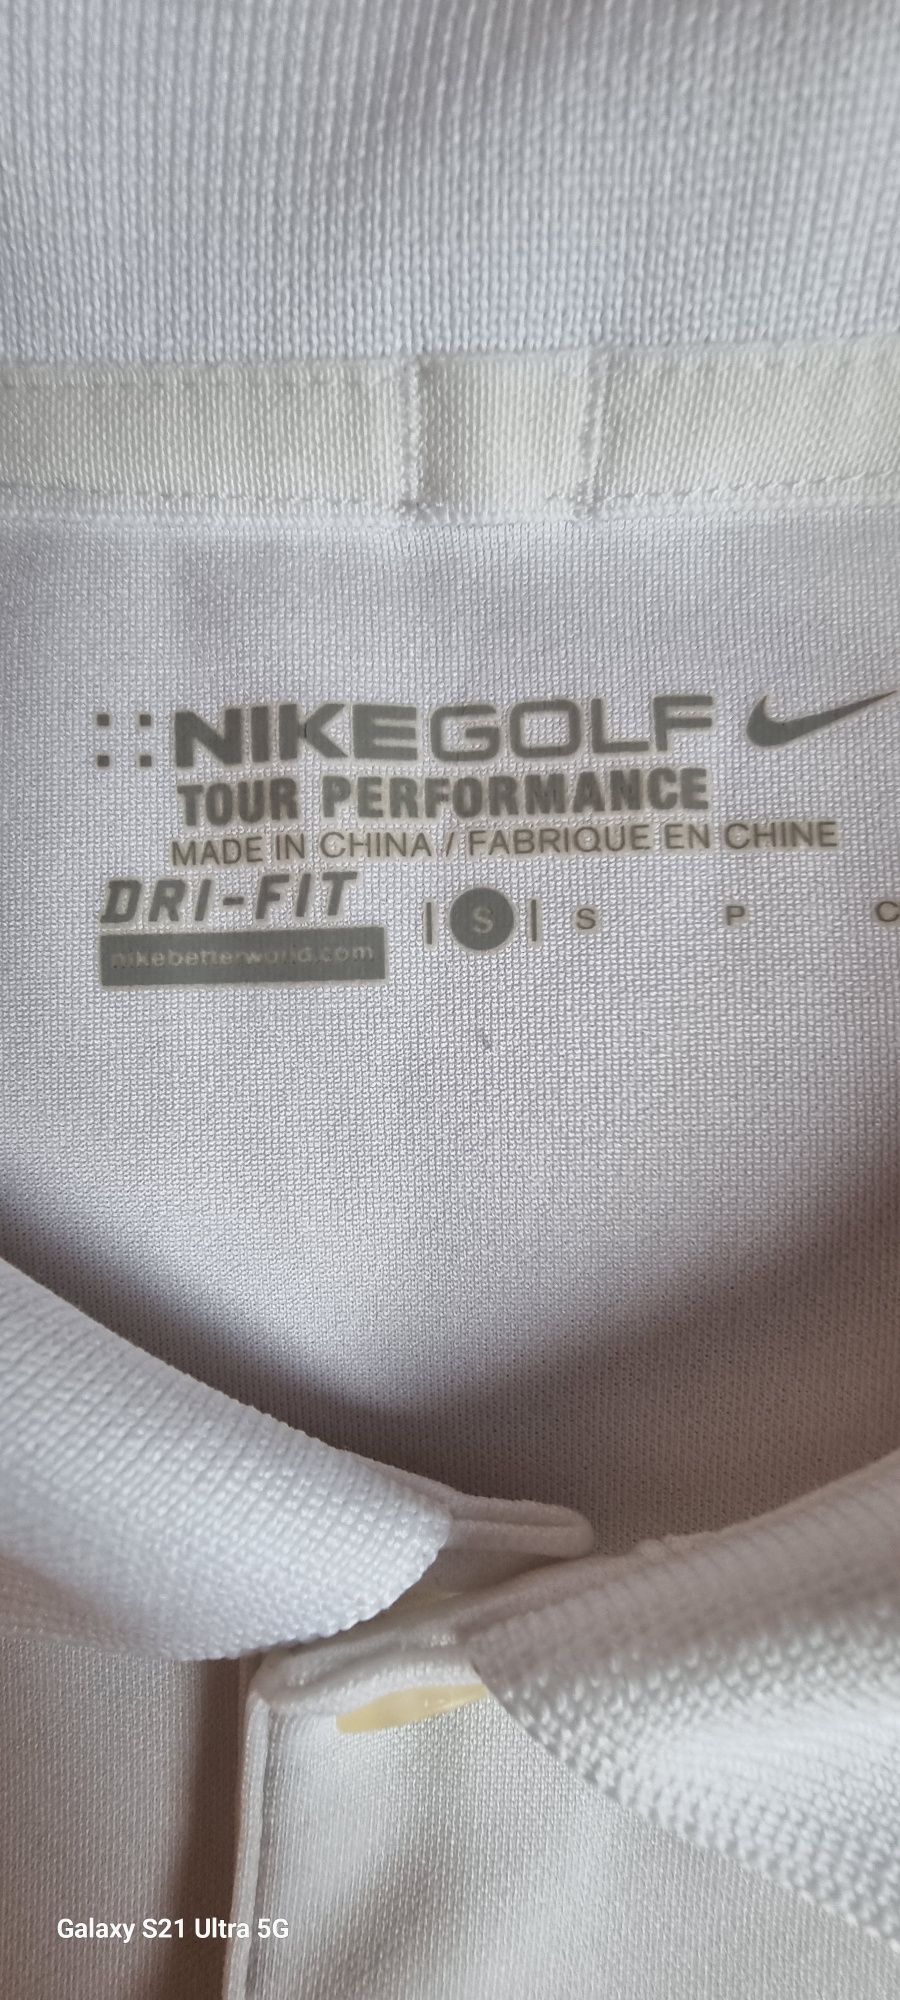 NIKEGOLF
TOUR PERFORMANCE
MADE IN CHINA / FABRIQUE EN CHINE
DRI-FIT
nikebetterworld.com
S S P C
Galaxy S21 Ultra 5G